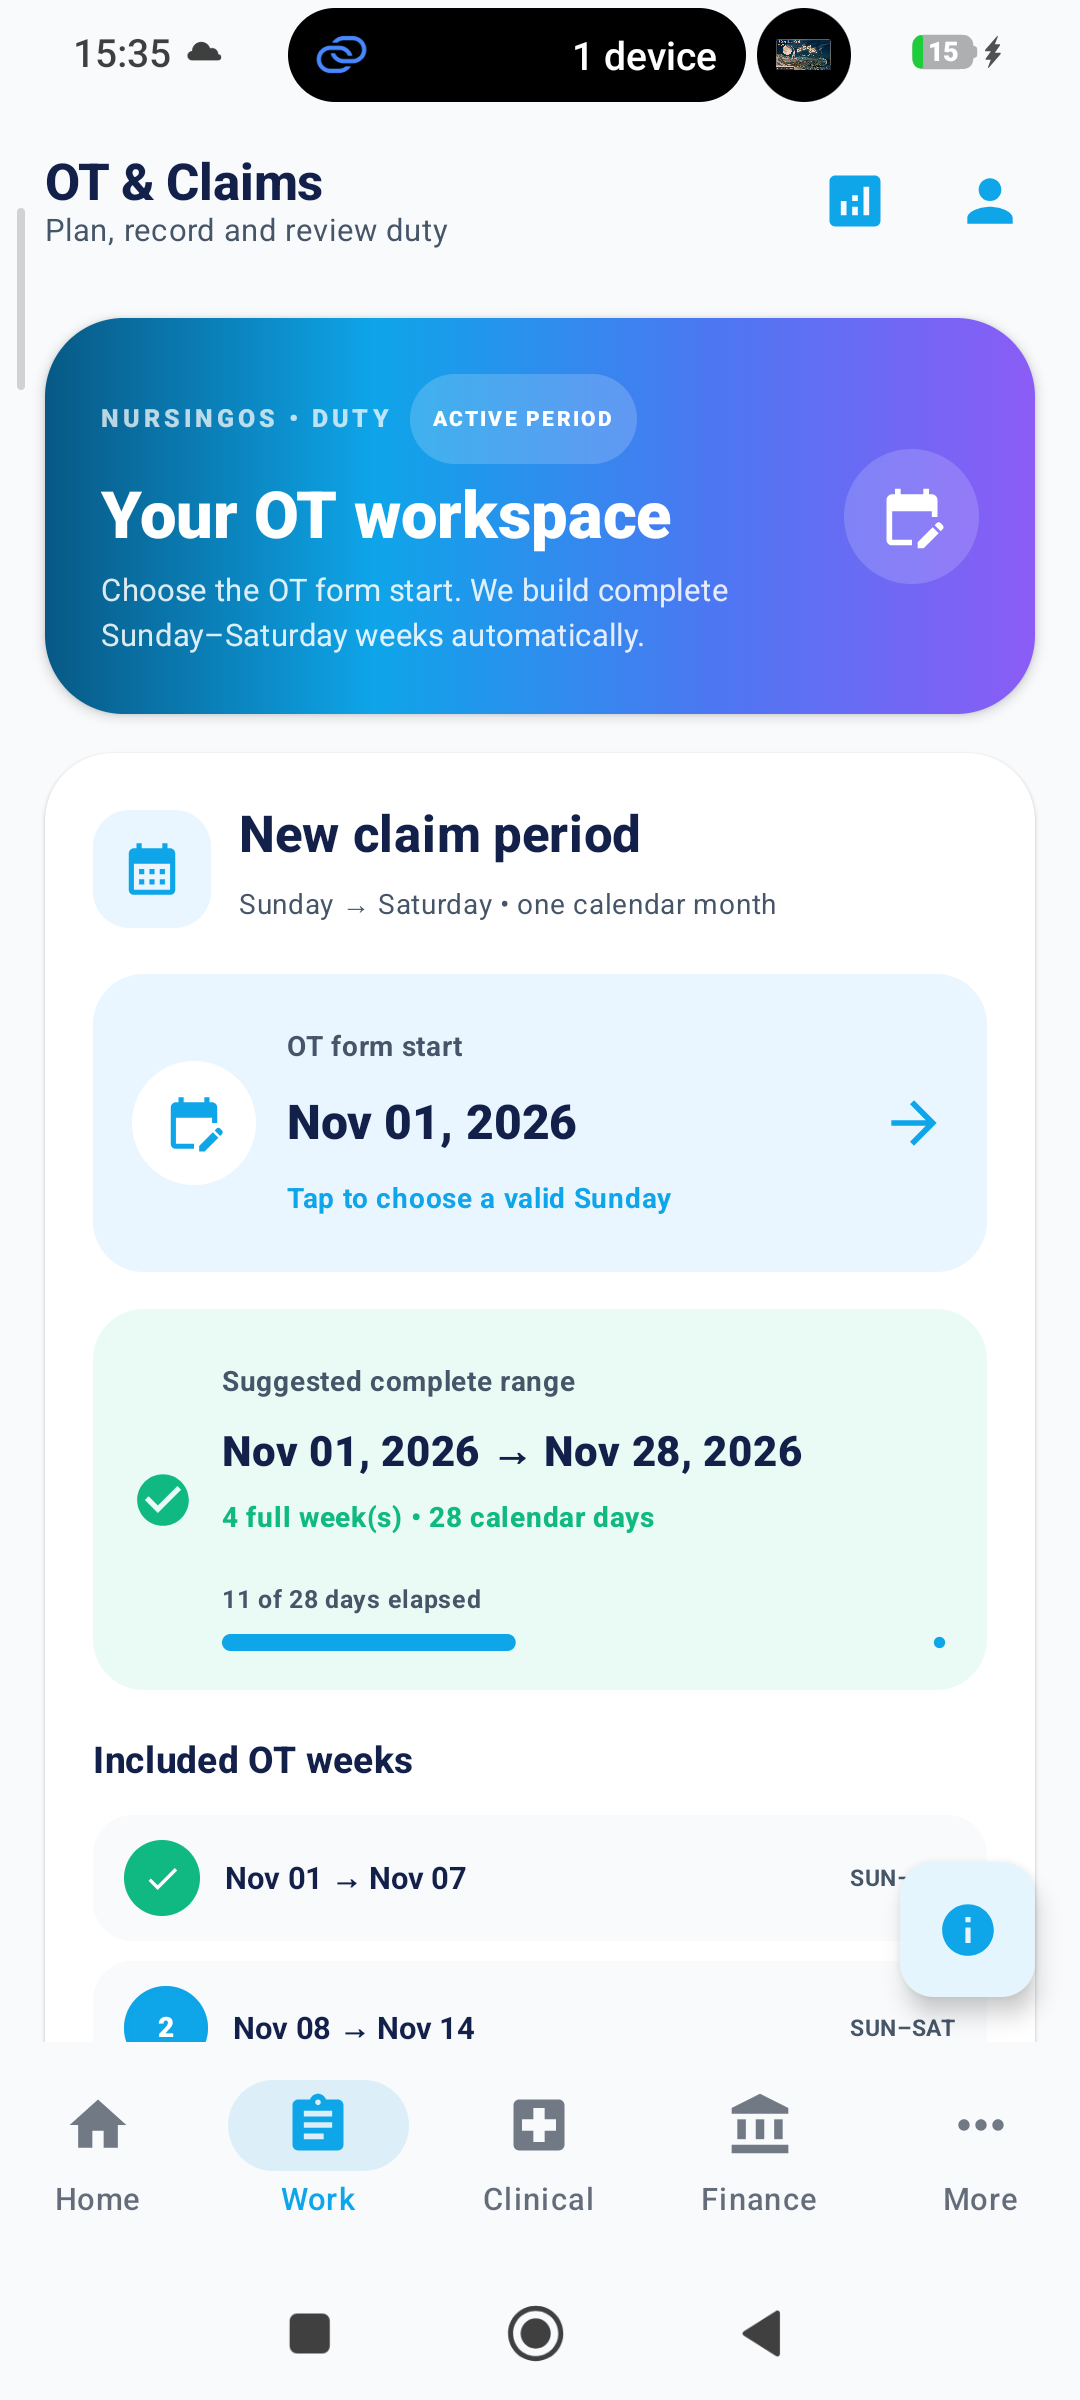 15:35
1 device
15
OT & Claims
Plan, record and review duty
NURSINGOS • DUTY
ACTIVE PERIOD
Your OT workspace
Choose the OT form start. We build complete
Sunday–Saturday weeks automatically.
New claim period
Sunday → Saturday • one calendar month
OT form start
Nov 01, 2026
Tap to choose a valid Sunday
Suggested complete range
Nov 01, 2026 → Nov 28, 2026
4 full week(s) • 28 calendar days
11 of 28 days elapsed
Included OT weeks
Nov 01 → Nov 07
SUN-
2
Nov 08 → Nov 14
SUN–SAT
Home
Work
Clinical
Finance
More